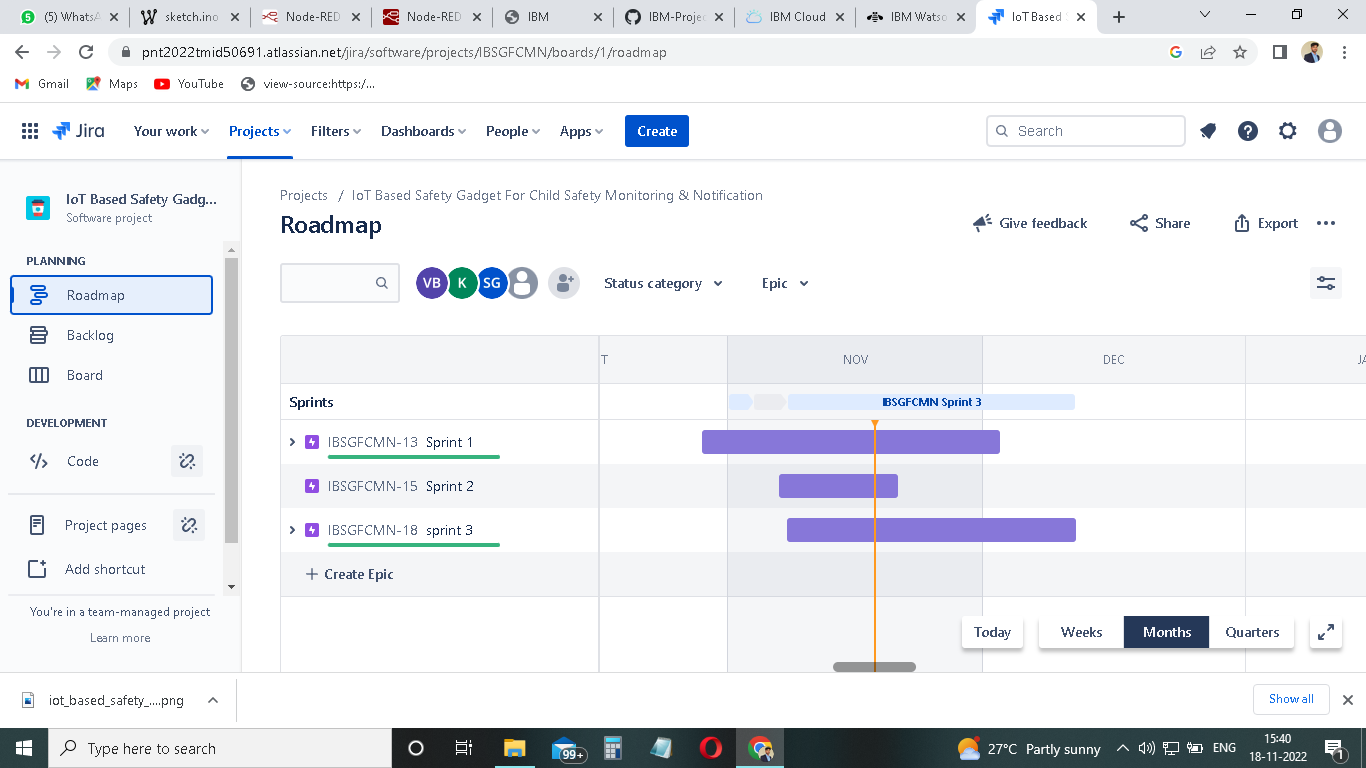 (5) WhatsA
sketch.ino
Node-RED
Node-RED
IBM
IBM-Projec
IBM Cloud
IBM Watso
IoT Based S
pnt2022tmid50691.atlassian.net/jira/software/projects/IBSGFCMN/boards/1/roadmap
Gmail
Maps
YouTube
view-source:https:/...
Jira
Your work
Projects
Filters
Dashboards
People
Apps
Create
Search
IoT Based Safety Gadg...
Software project
PLANNING
Roadmap
Backlog
Board
DEVELOPMENT
Code
Project pages
Add shortcut
You're in a team-managed project
Learn more
Projects / IoT Based Safety Gadget For Child Safety Monitoring & Notification
Roadmap
Give feedback
Share
Export
VB
K
SG
Status category
Epic
T
NOV
DEC
JA
Sprints
IBSGFCMN Sprint 3
IBSGFCMN-13 Sprint 1
IBSGFCMN-15 Sprint 2
IBSGFCMN-18 sprint 3
+ Create Epic
Today
Weeks
Months
Quarters
iot_based_safety_....png
Show all
Type here to search
99+
27°C Partly sunny
ENG
15:40
18-11-2022
1